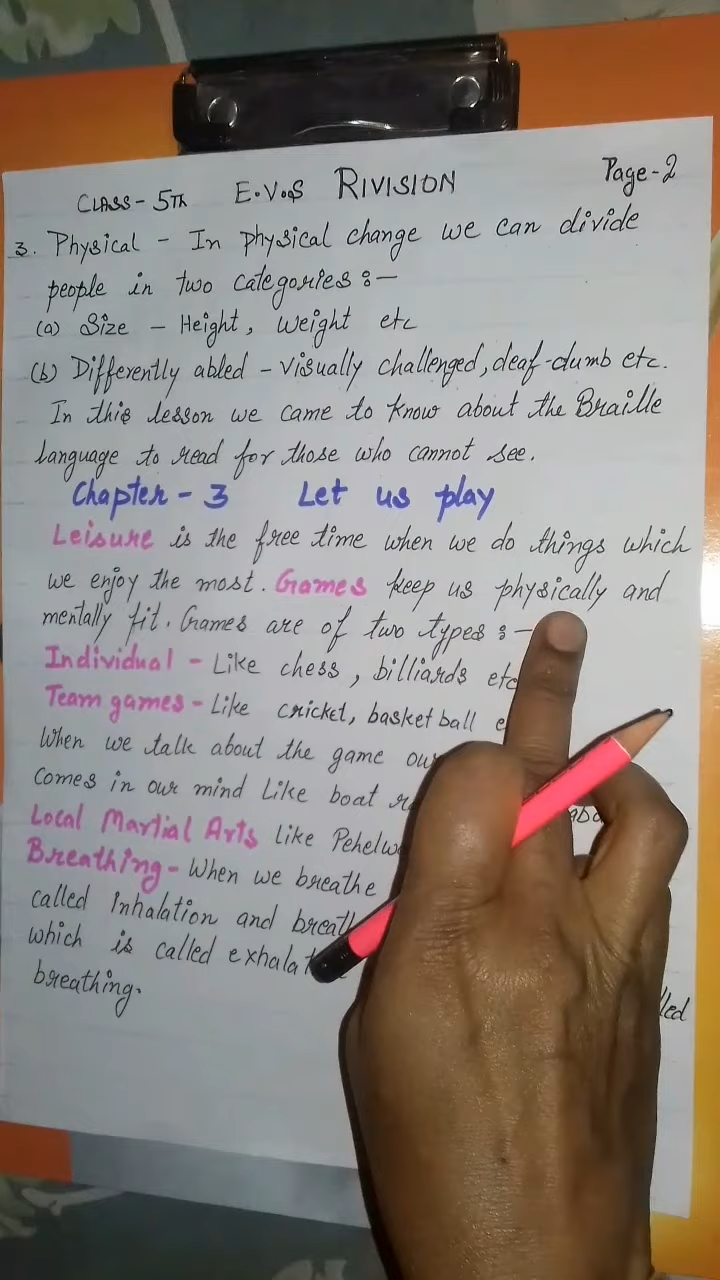 CLASS - 5TH E.V.S RIVISION Page-2
3. Physical - In physical change we can divide
people in two categories :-
(a) Size - Height, weight etc
(b) Differently abled - visually challenged, deaf-dumb etc.
In this lesson we came to know about the Braille
language to read for those who cannot see.
Chapter - 3 Let us play
Leisure is the free time when we do things which
we enjoy the most. Games keep us physically and
mentally fit. Games are of two types :-
Individual - Like chess, billiards etc
Team games - Like cricket, basket ball
When we talk about the game
comes in our mind like boat
Local Martial Arts like
Breathing - When we breathe
called Inhalation and
which is called
breathing.